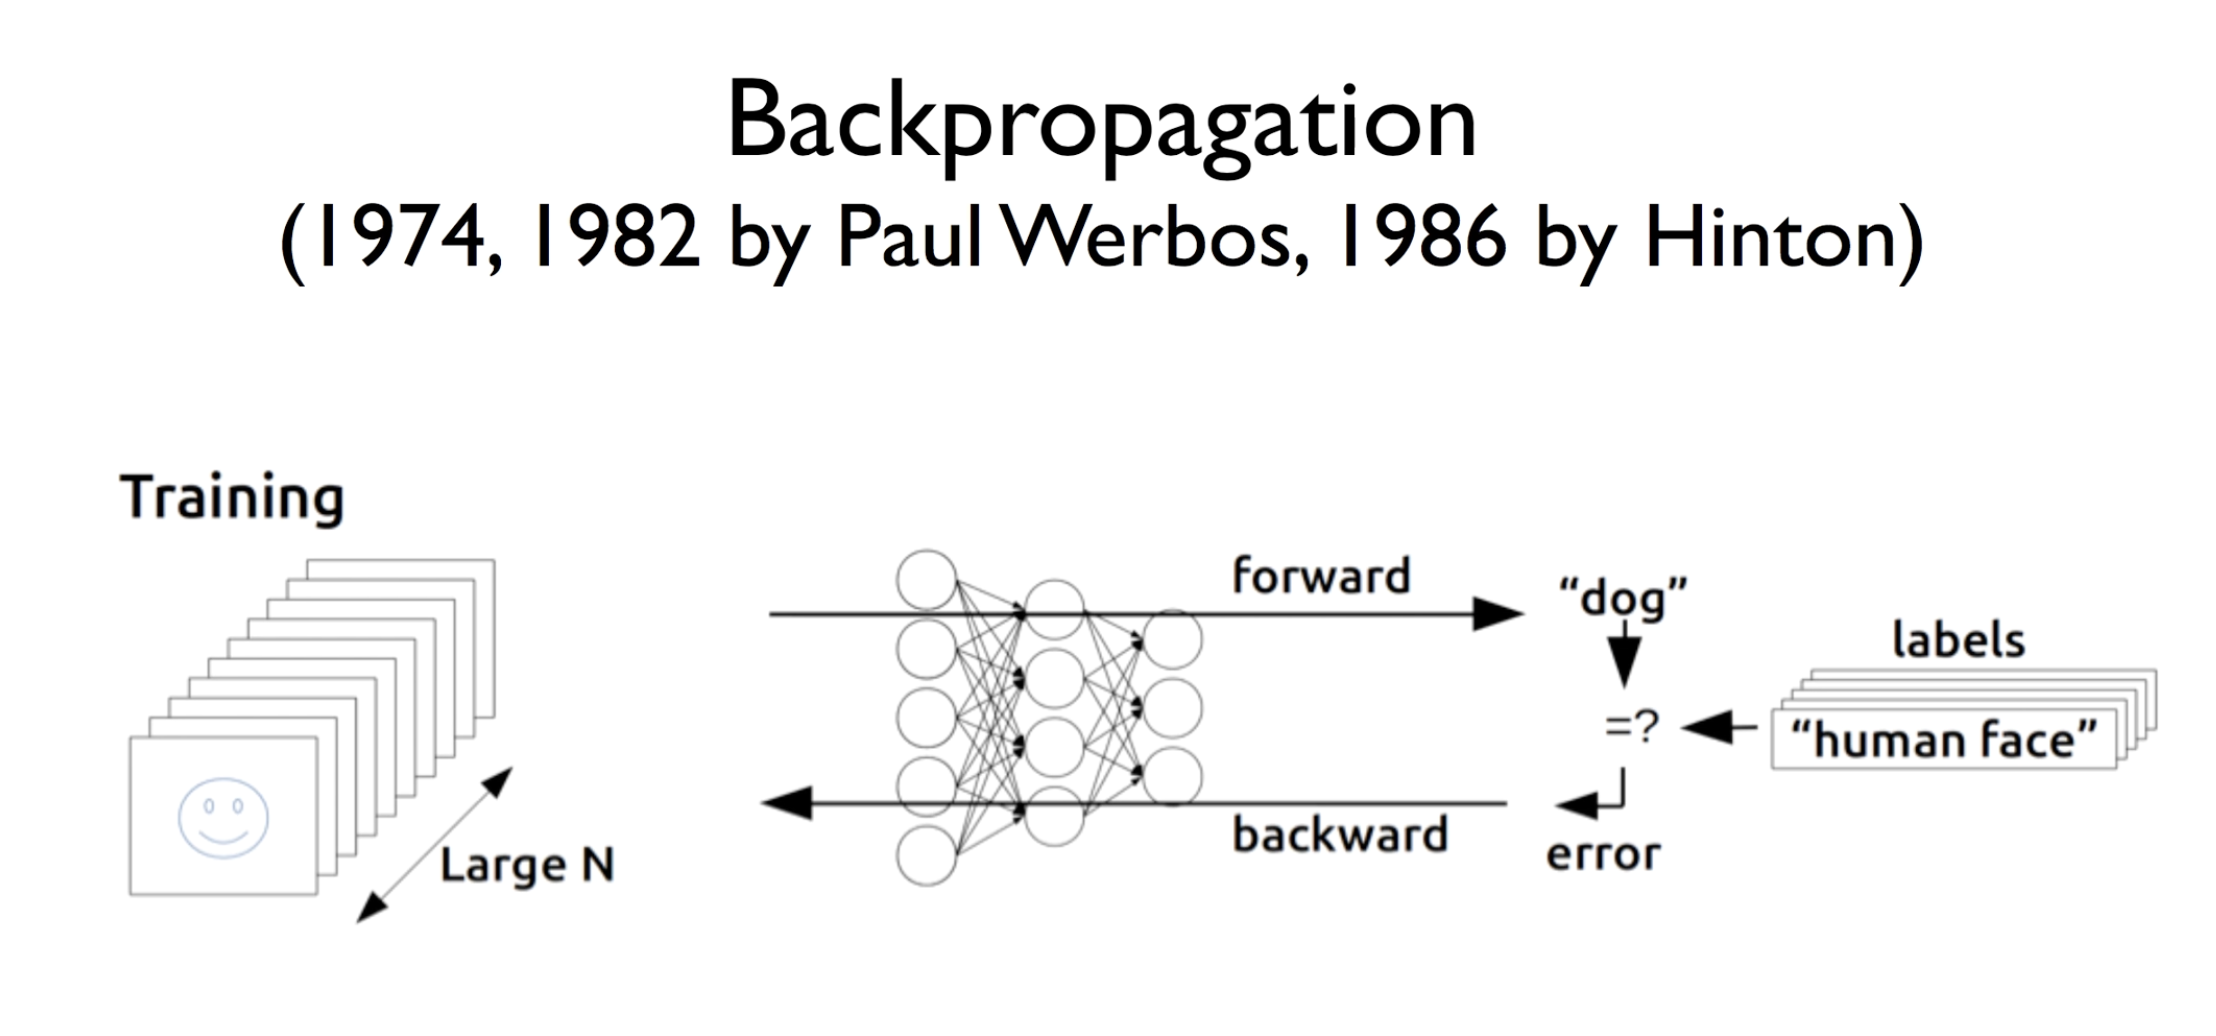 Backpropagation
(1974, 1982 by Paul Werbos, 1986 by Hinton)
Training
Large N
forward
backward
“dog”
=?
error
labels
“human face”